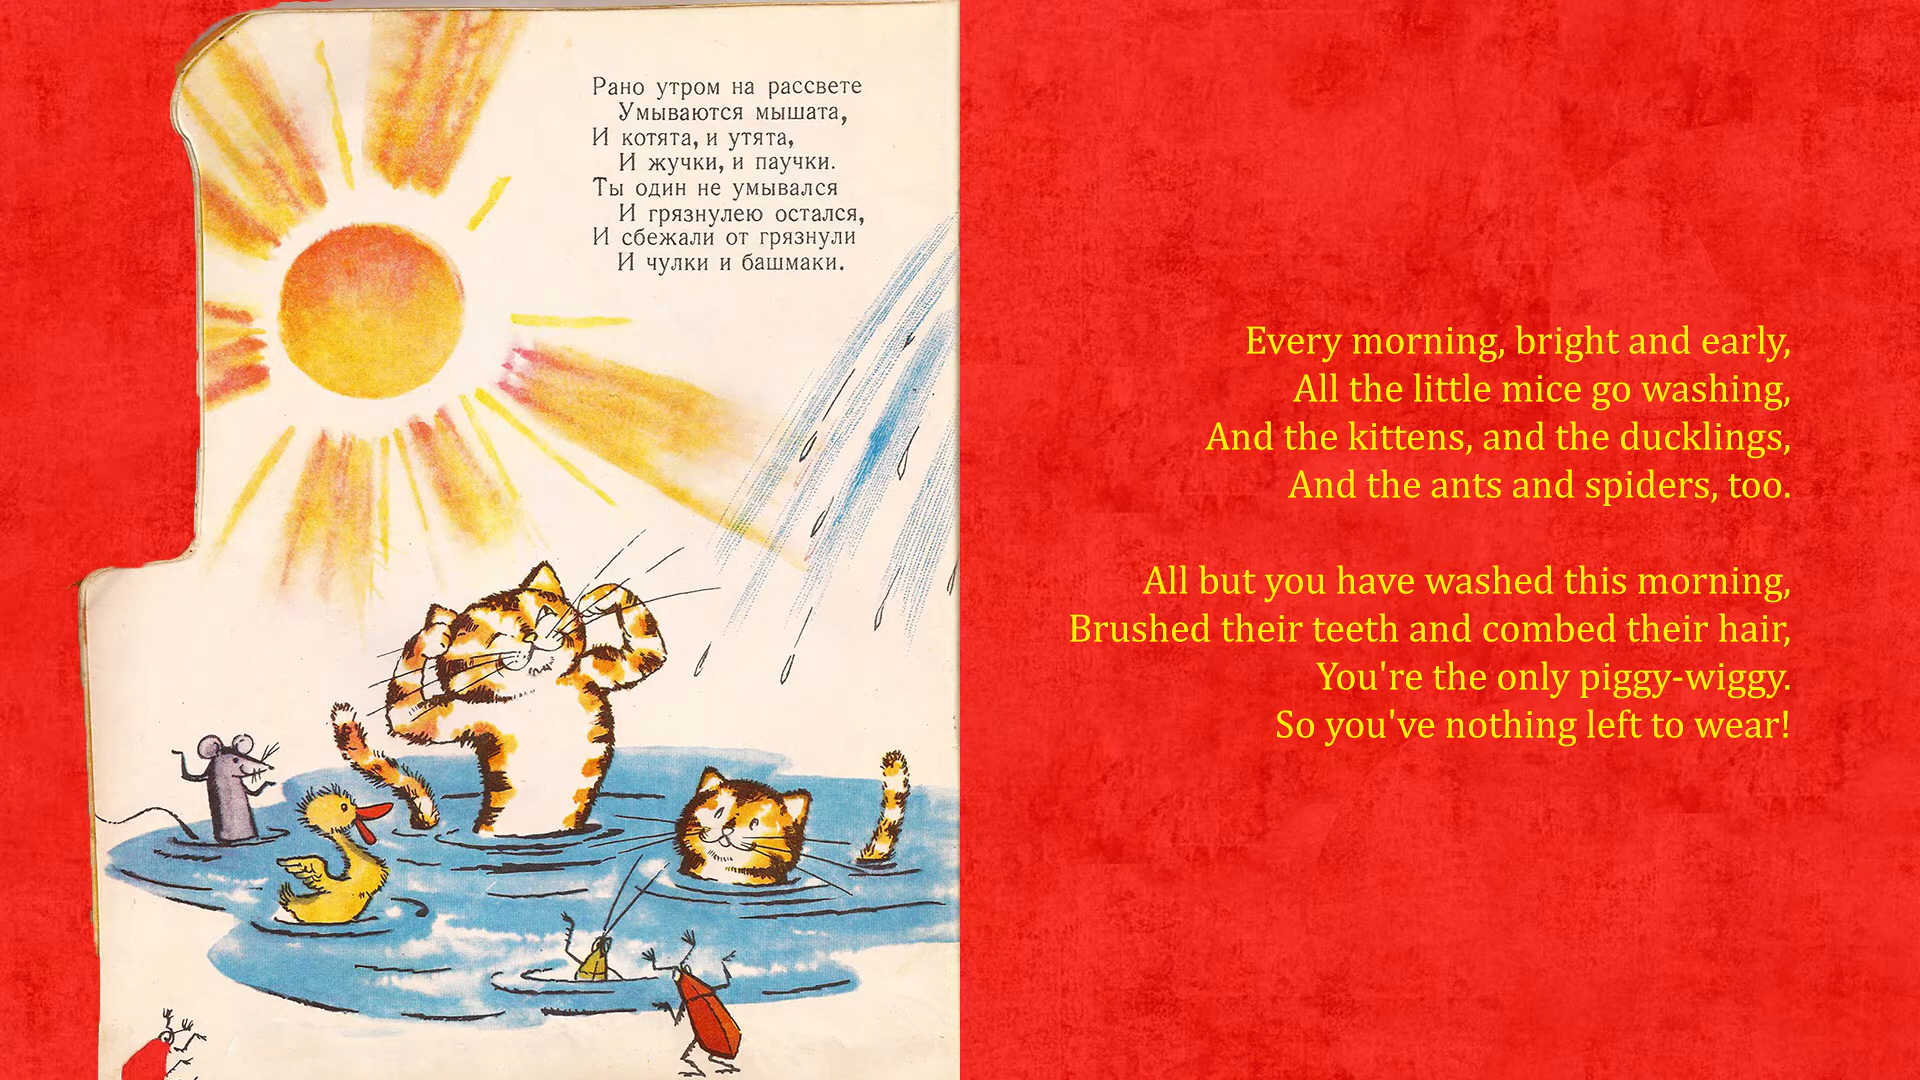 Рано утром на рассвете
Умываются мышата,
И котята, и утята,
И жучки, и паучки.
Ты один не умывался
И грязнулею остался,
И сбежали от грязнули
И чулки и башмаки.
Every morning, bright and early,
All the little mice go washing,
And the kittens, and the ducklings,
And the ants and spiders, too.
All but you have washed this morning,
Brushed their teeth and combed their hair,
You're the only piggy-wiggy.
So you've nothing left to wear!